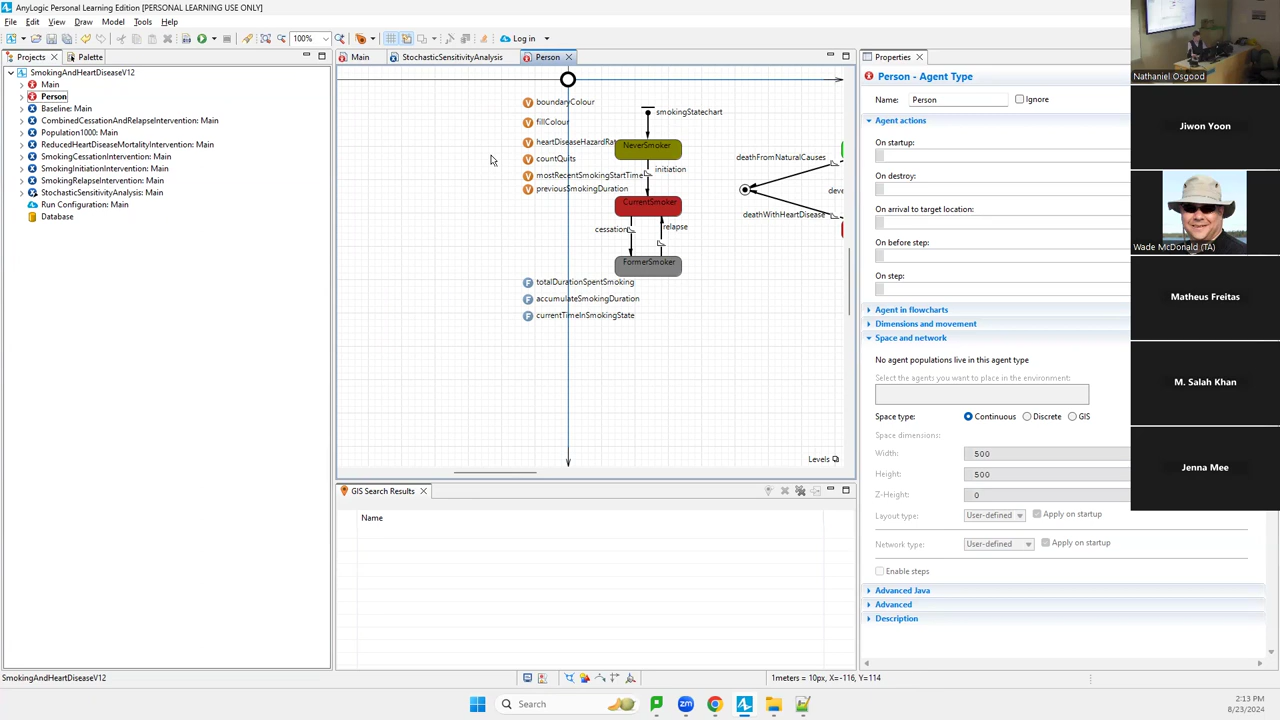 AnyLogic Personal Learning Edition [PERSONAL LEARNING USE ONLY]
File Edit View Draw Model Tools Help
100% Log in
Projects Palette
Main StochasticSensitivityAnalysis Person
Properties
SmokingAndHeartDiseaseV12
Main
Person
Baseline: Main
CombinedCessationAndRelapseIntervention: Main
Population1000: Main
ReducedHeartDiseaseMortalityIntervention: Main
SmokingCessationIntervention: Main
SmokingInitiationIntervention: Main
SmokingRelapseIntervention: Main
StochasticSensitivityAnalysis: Main
Run Configuration: Main
Database
boundaryColour
fillColour
heartDiseaseHazardRat
countQuits
mostRecentSmokingStartTime
previousSmokingDuration
smokingStatechart
NeverSmoker
initiation
CurrentSmoker
cessation
relapse
FormerSmoker
deathFromNaturalCauses
deve
deathWithHeartDisease
totalDurationSpentSmoking
accumulateSmokingDuration
currentTimeInSmokingState
Levels
GIS Search Results
Name
Person - Agent Type
Name: Person Ignore
Agent actions
On startup:
On destroy:
On arrival to target location:
On before step:
On step:
Agent in flowcharts
Dimensions and movement
Space and network
No agent populations live in this agent type
Select the agents you want to place in the environment:
Space type: Continuous Discrete GIS
Space dimensions:
Width: 500
Height: 500
Z-Height: 0
Layout type: User-defined Apply on startup
Network type: User-defined Apply on startup
Enable steps
Advanced Java
Advanced
Description
Nathaniel Osgood
Jiwon Yoon
Wade McDonald (TA)
Matheus Freitas
M. Salah Khan
Jenna Mee
SmokingAndHeartDiseaseV12
1meters = 10px, X=-116, Y=114
Search
zm
2:13 PM
8/23/2024